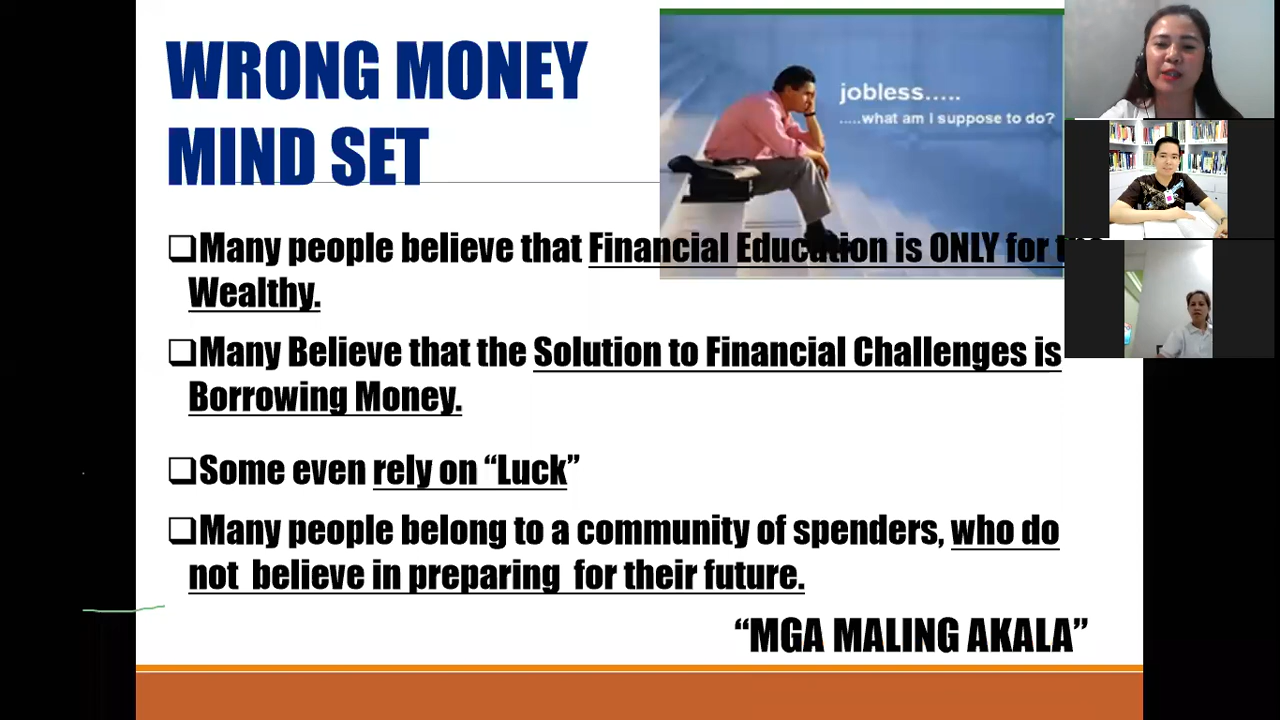 WRONG MONEY
MIND SET
jobless.....
.....what am I suppose to do?
❑Many people believe that Financial Education is ONLY for
Wealthy.
❑Many Believe that the Solution to Financial Challenges is
Borrowing Money.
❑Some even rely on “Luck”
❑Many people belong to a community of spenders, who do
not believe in preparing for their future.
“MGA MALING AKALA”